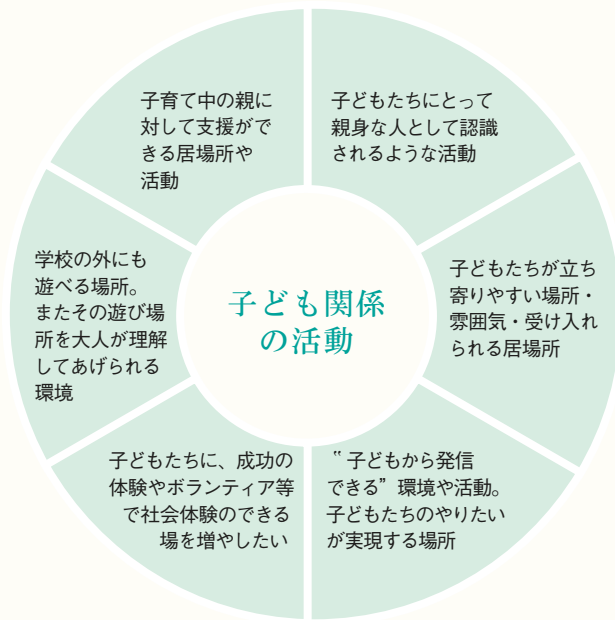 子ども関係
の活動
子どもたちにとって
親身な人として認識
されるような活動
子どもたちが立ち
寄りやすい場所・
雰囲気・受け入れ
られる居場所
“子どもから発信
できる”環境や活動。
子どもたちのやりたい
が実現する場所
子どもたちに、成功の
体験やボランティア等
で社会体験のできる
場を増やしたい
学校の外にも
遊べる場所。
またその遊び場
所を大人が理解
してあげられる
環境
子育て中の親に
対して支援がで
きる居場所や
活動